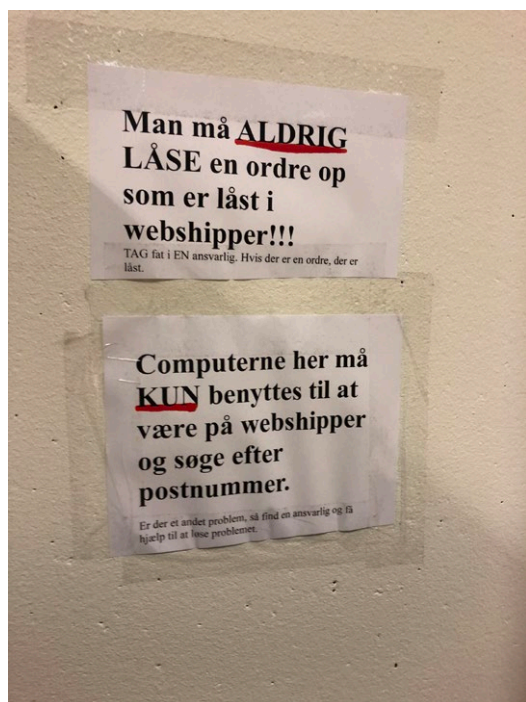 Man må ALDRIG
LÅSE en ordre op
som er låst i
webshipper!!!
TAG fat i EN ansvarlig. Hvis der er en ordre, der er
låst.
Computerne her må
KUN benyttes til at
være på webshipper
og søge efter
postnummer.
Er der et andet problem, så find en ansvarlig og få
hjælp til at løse problemet.